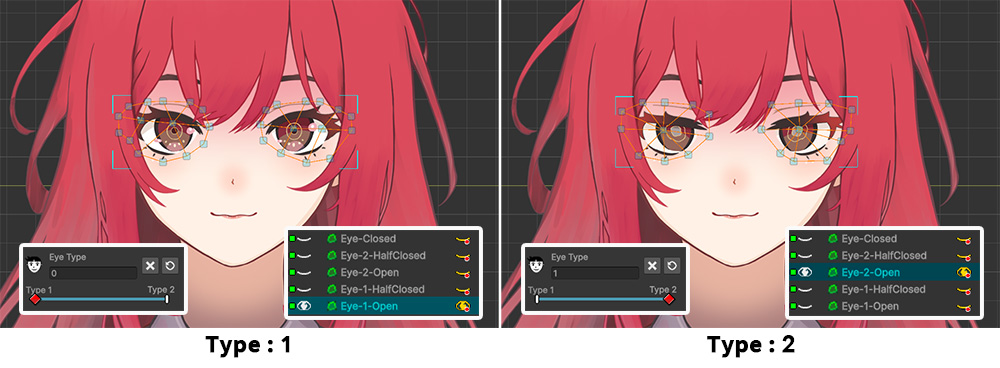 Eye Type
0
Type 1
Type 2
Eye-Closed
Eye-2-HalfClosed
Eye-2-Open
Eye-1-HalfClosed
Eye-1-Open
Type : 1
Eye Type
1
Type 1
Type 2
Eye-Closed
Eye-2-HalfClosed
Eye-2-Open
Eye-1-HalfClosed
Eye-1-Open
Type : 2